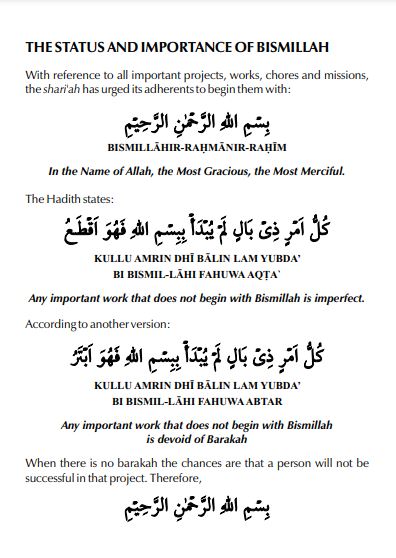 THE STATUS AND IMPORTANCE OF BISMILLAH
With reference to all important projects, works, chores and missions,
the shari'ah has urged its adherents to begin them with:
بِسْمِ اللهِ الرَّحْمٰنِ الرَّحِيْمِ
BISMILLĀHIR-RAḤMĀNIR-RAḤĪM
In the Name of Allah, the Most Gracious, the Most Merciful.
The Hadith states:
كُلُّ اَمْرٍ ذِىْ بَالٍ لَمْ يُبْدَأْ بِبِسْمِ اللهِ فَهُوَ اَقْطَعُ
KULLU AMRIN DHĪ BĀLIN LAM YUBDA’
BI BISMIL-LĀHI FAHUWA AQṬA`
Any important work that does not begin with Bismillah is imperfect.
According to another version:
كُلُّ اَمْرٍ ذِىْ بَالٍ لَمْ يُبْدَأْ بِبِسْمِ اللهِ فَهُوَ اَبْتَرُ
KULLU AMRIN DHĪ BĀLIN LAM YUBDA’
BI BISMIL-LĀHI FAHUWA ABTAR
Any important work that does not begin with Bismillah
is devoid of Barakah
When there is no barakah the chances are that a person will not be
successful in that project. Therefore,
بِسْمِ اللهِ الرَّحْمٰنِ الرَّحِيْمِ